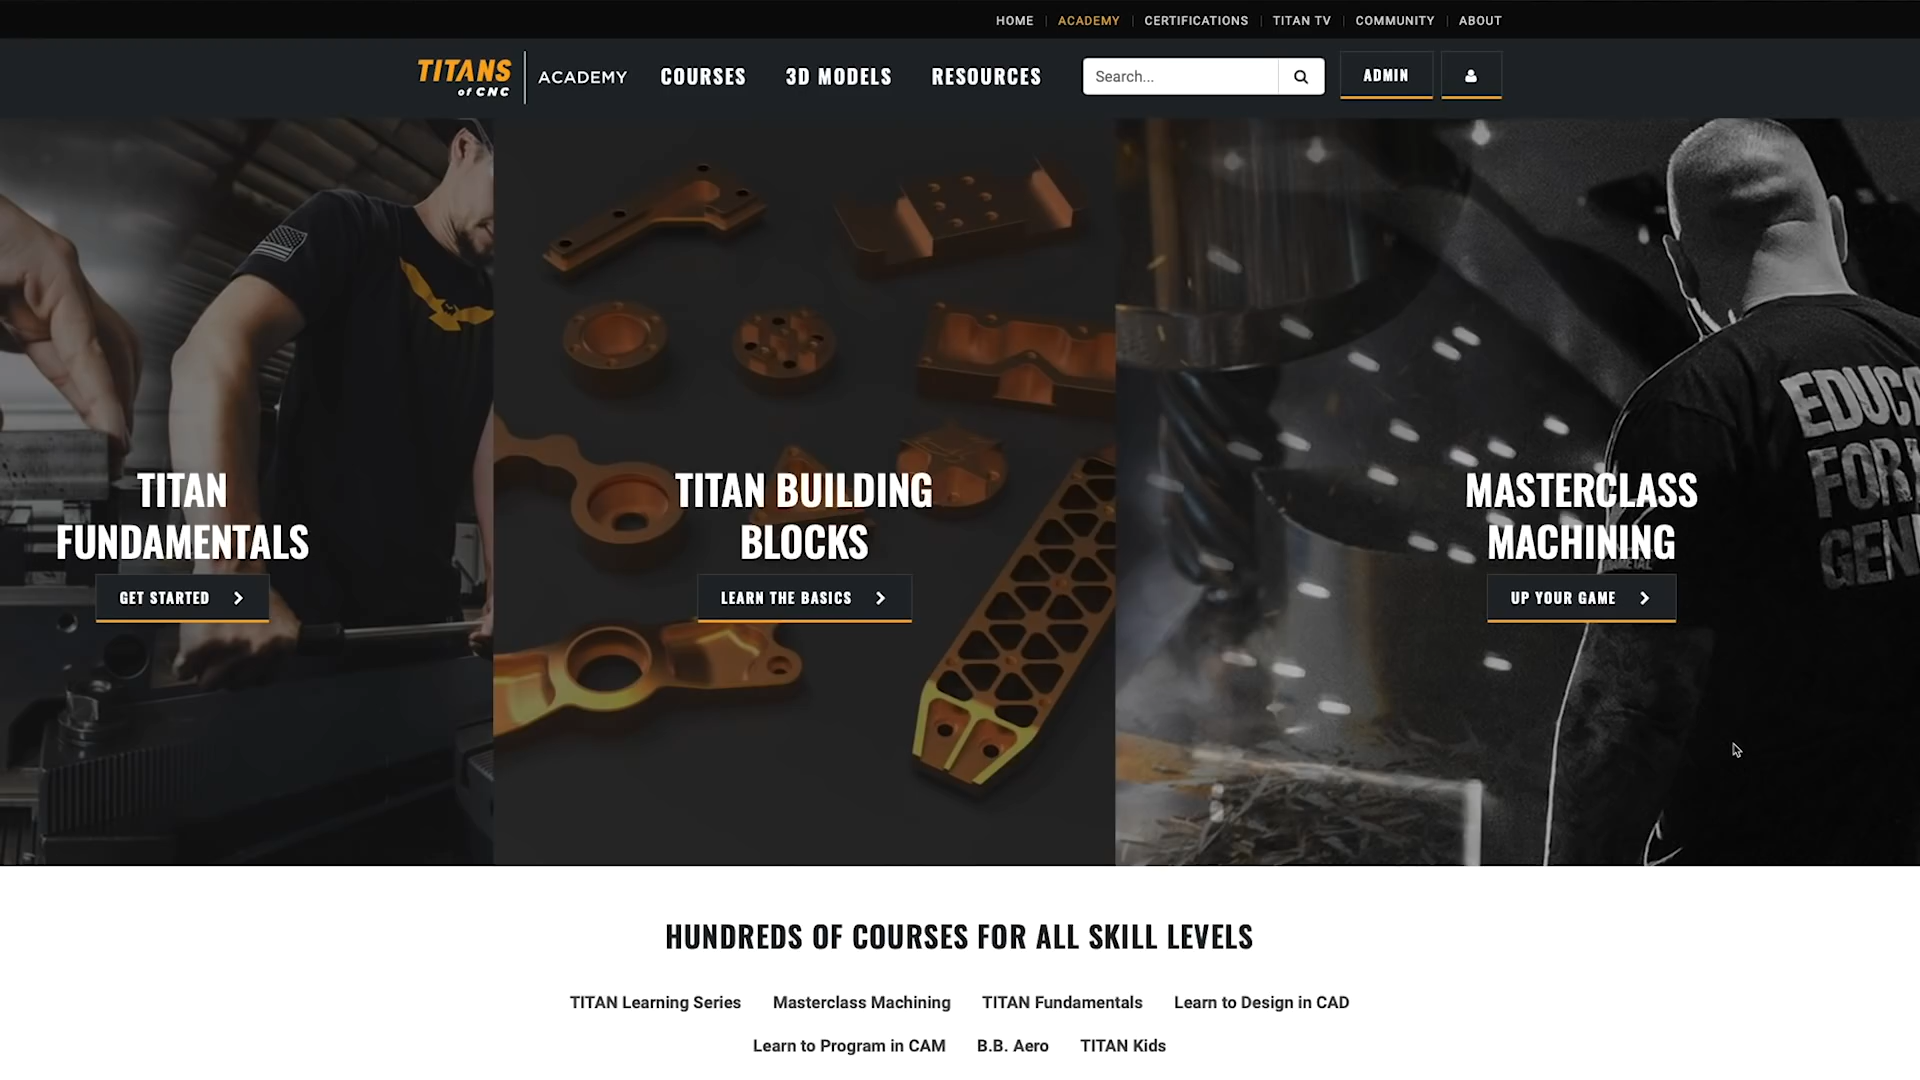 HOME
ACADEMY
CERTIFICATIONS
TITAN TV
COMMUNITY
ABOUT
TITANS
of CNC
ACADEMY
COURSES
3D MODELS
RESOURCES
Search...
ADMIN
TITAN
FUNDAMENTALS
GET STARTED
TITAN BUILDING
BLOCKS
LEARN THE BASICS
MASTERCLASS
MACHINING
UP YOUR GAME
HUNDREDS OF COURSES FOR ALL SKILL LEVELS
TITAN Learning Series
Masterclass Machining
TITAN Fundamentals
Learn to Design in CAD
Learn to Program in CAM
B.B. Aero
TITAN Kids